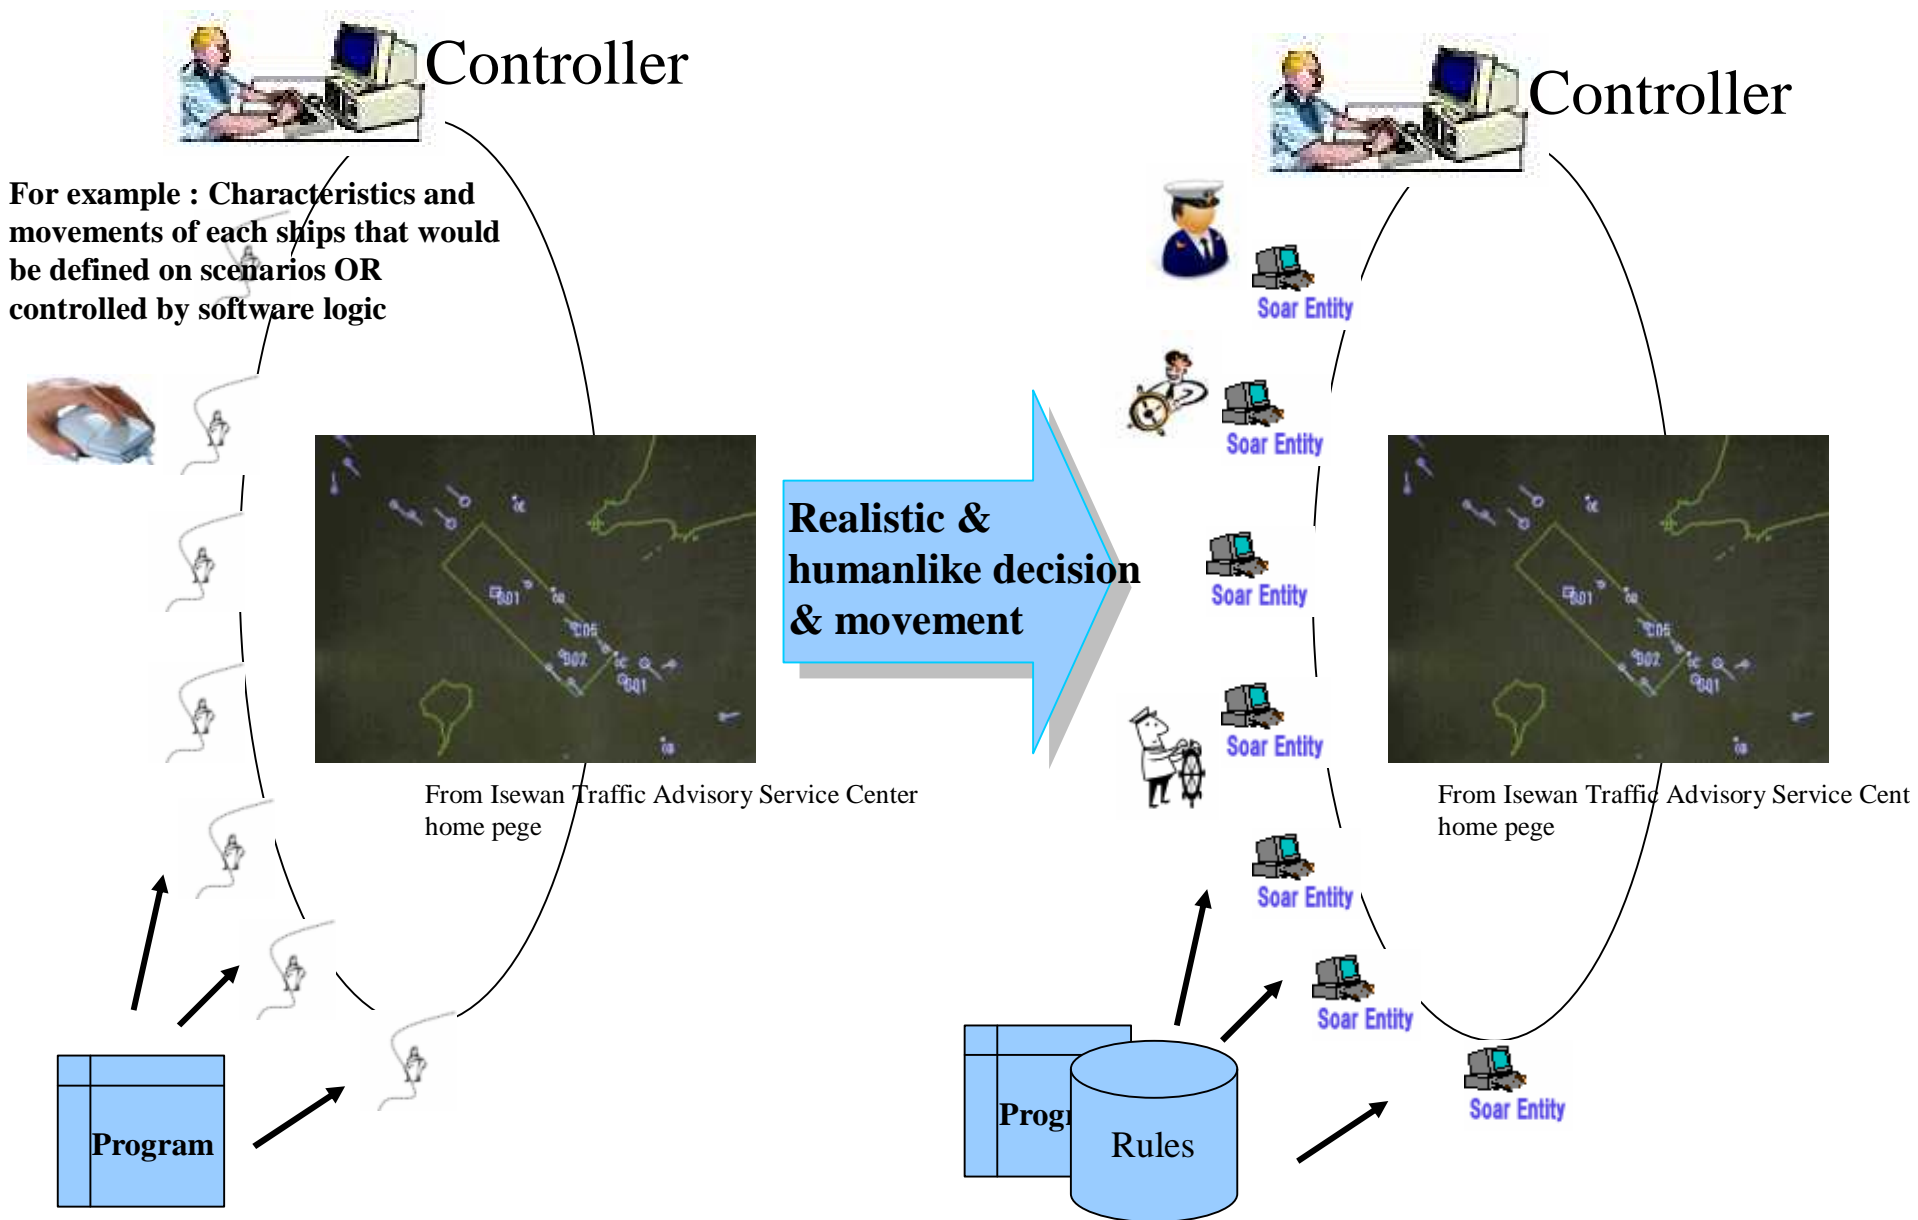 Controller
For example : Characteristics and
movements of each ships that would
be defined on scenarios OR
controlled by software logic
From Isewan Traffic Advisory Service Center
home pege
Program
Realistic &
humanlike decision
& movement
Controller
Soar Entity
Soar Entity
Soar Entity
Soar Entity
Soar Entity
Soar Entity
Soar Entity
From Isewan Traffic Advisory Service Cent
home pege
Progr
Rules